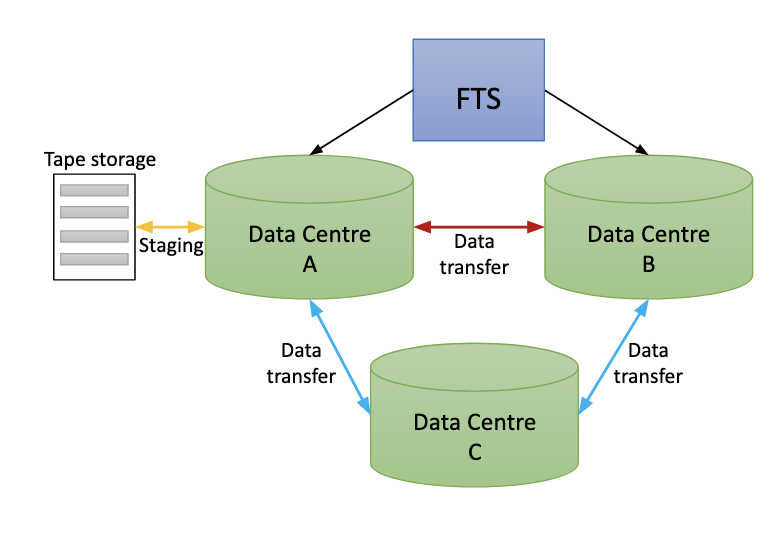 FTS
Tape storage
Staging
Data Centre
A
Data
transfer
Data Centre
B
Data
transfer
Data
transfer
Data Centre
C